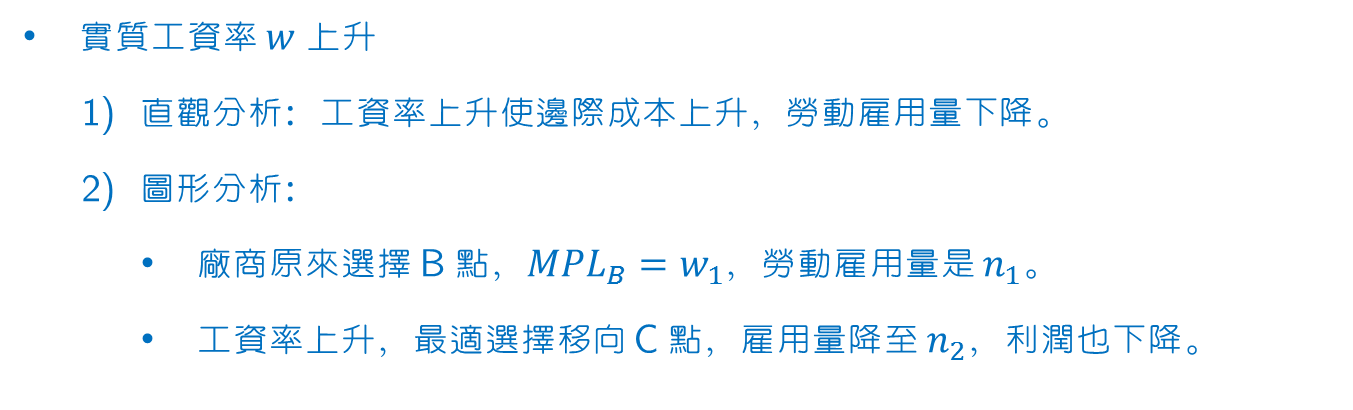 • 實質工資率 w 上升
1) 直觀分析：工資率上升使邊際成本上升，勞動雇用量下降。
2) 圖形分析：
• 廠商原來選擇 B 點，MPL_B = w_1，勞動雇用量是 n_1。
• 工資率上升，最適選擇移向 C 點，雇用量降至 n_2，利潤也下降。